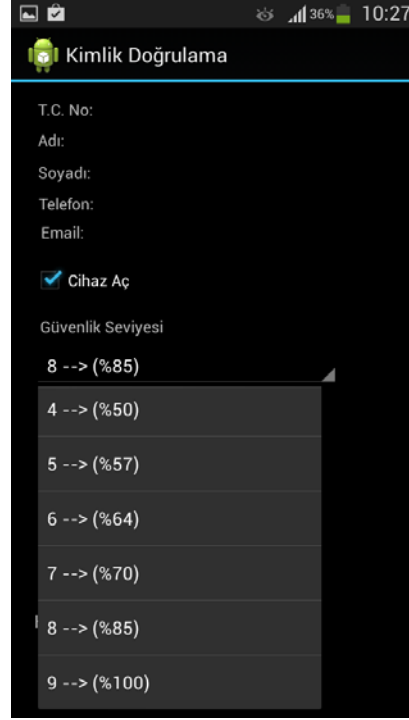 36% 10:27
Kimlik Doğrulama
T.C. No:
Adı:
Soyadı:
Telefon:
Email:
Cihaz Aç
Güvenlik Seviyesi
8 --> (%85)
4 --> (%50)
5 --> (%57)
6 --> (%64)
7 --> (%70)
8 --> (%85)
9 --> (%100)